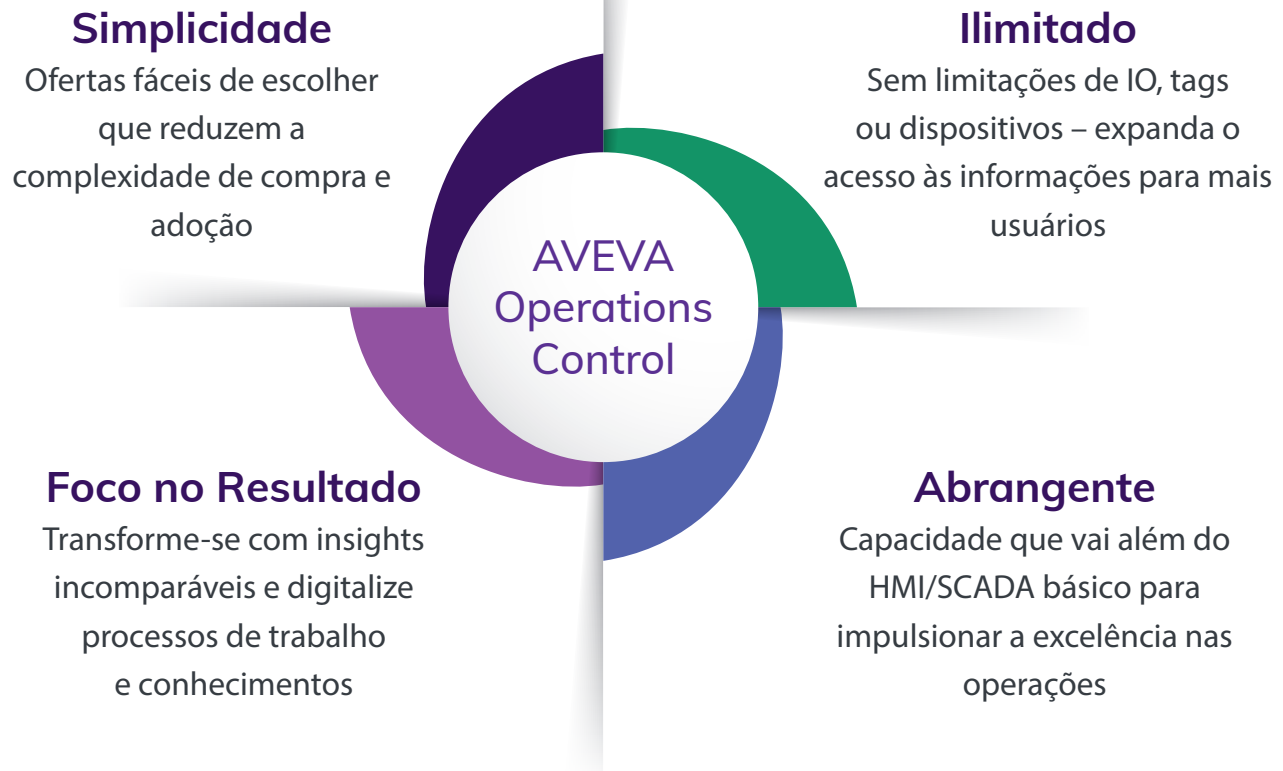 Simplicidade
Ofertas fáceis de escolher
que reduzem a
complexidade de compra e
adoção
Ilimitado
Sem limitações de IO, tags
ou dispositivos – expanda o
acesso às informações para mais
usuários
AVEVA
Operations
Control
Foco no Resultado
Transforme-se com insights
incomparáveis e digitalize
processos de trabalho
e conhecimentos
Abrangente
Capacidade que vai além do
HMI/SCADA básico para
impulsionar a excelência nas
operações